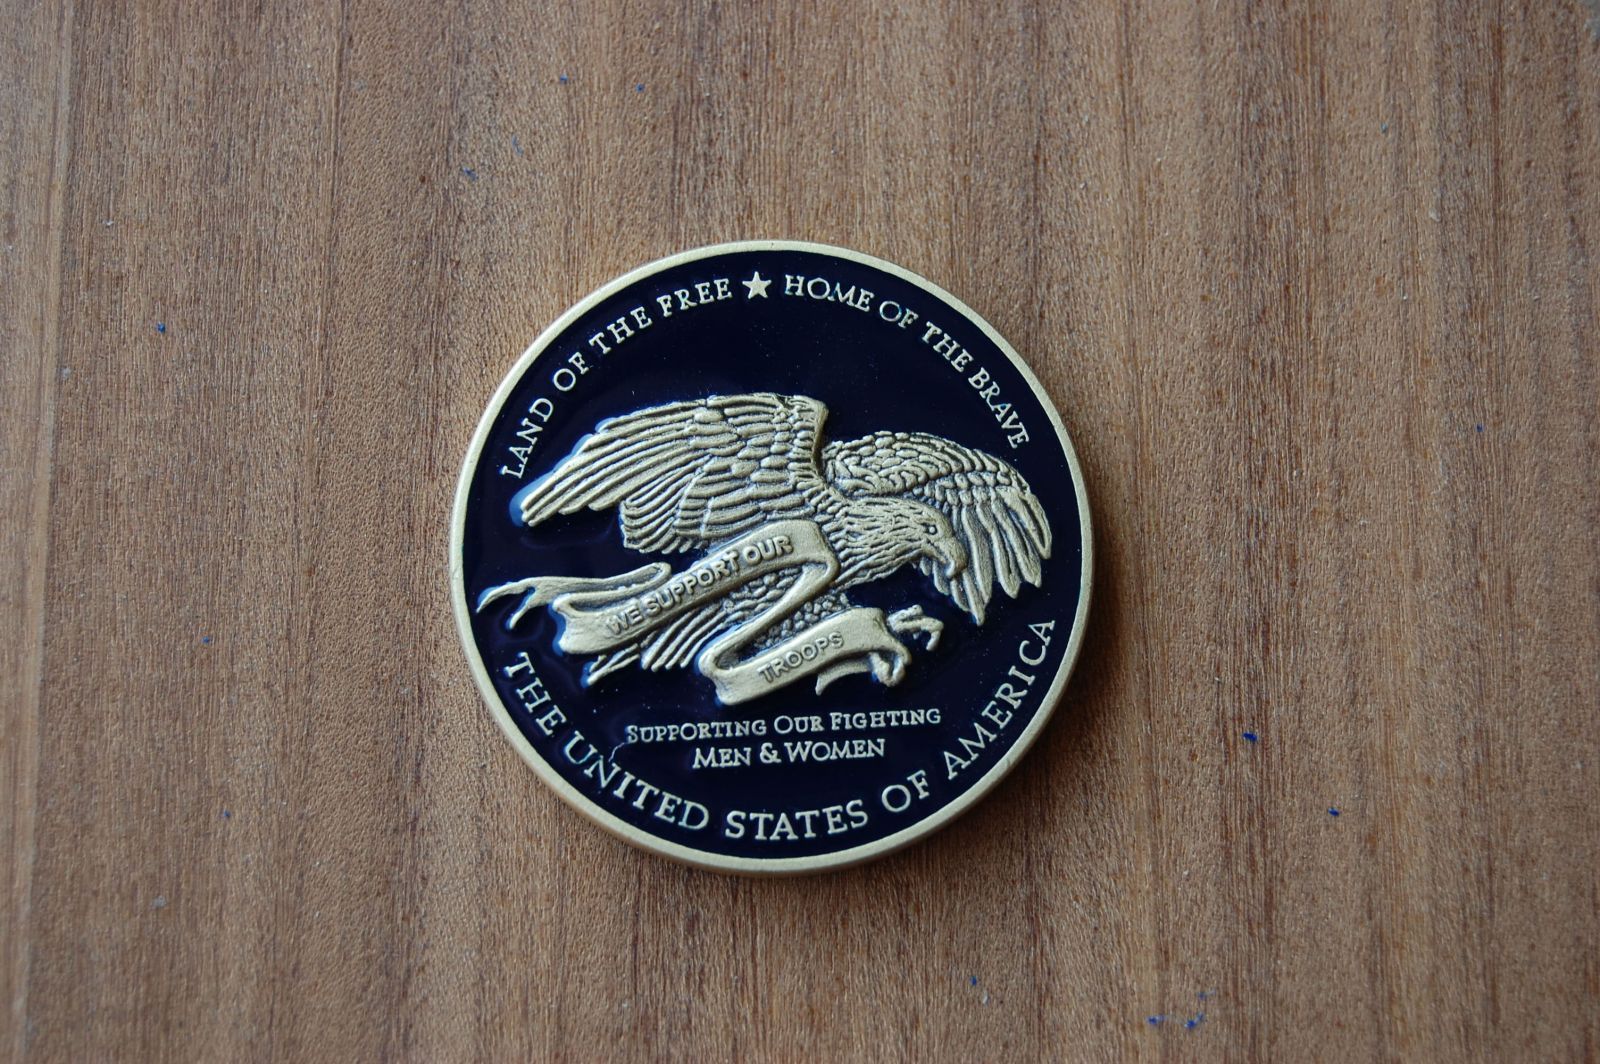 LAND OF THE FREE ★ HOME OF THE BRAVE
WE SUPPORT OUR
TROOPS
SUPPORTING OUR FIGHTING
MEN & WOMEN
THE UNITED STATES OF AMERICA